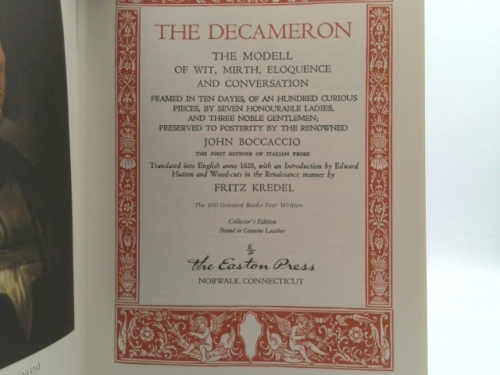 THE DECAMERON
THE MODELL
OF WIT, MIRTH, ELOQUENCE
AND CONVERSATION
FRAMED IN TEN DAYES, OF AN HUNDRED CURIOUS
PIECES, BY SEVEN HONOURABLE LADIES,
AND THREE NOBLE GENTLEMEN;
PRESERVED TO POSTERITY BY THE RENOWNED
JOHN BOCCACCIO
THE FIRST REFINER OF ITALIAN PROSE
Translated into English anno 1620, with an Introduction by Edward
Hutton and Wood-cuts in the Renaissance manner by
FRITZ KREDEL
The 100 Greatest Books Ever Written
Collector's Edition
Bound in Genuine Leather
The Easton Press
NORWALK, CONNECTICUT